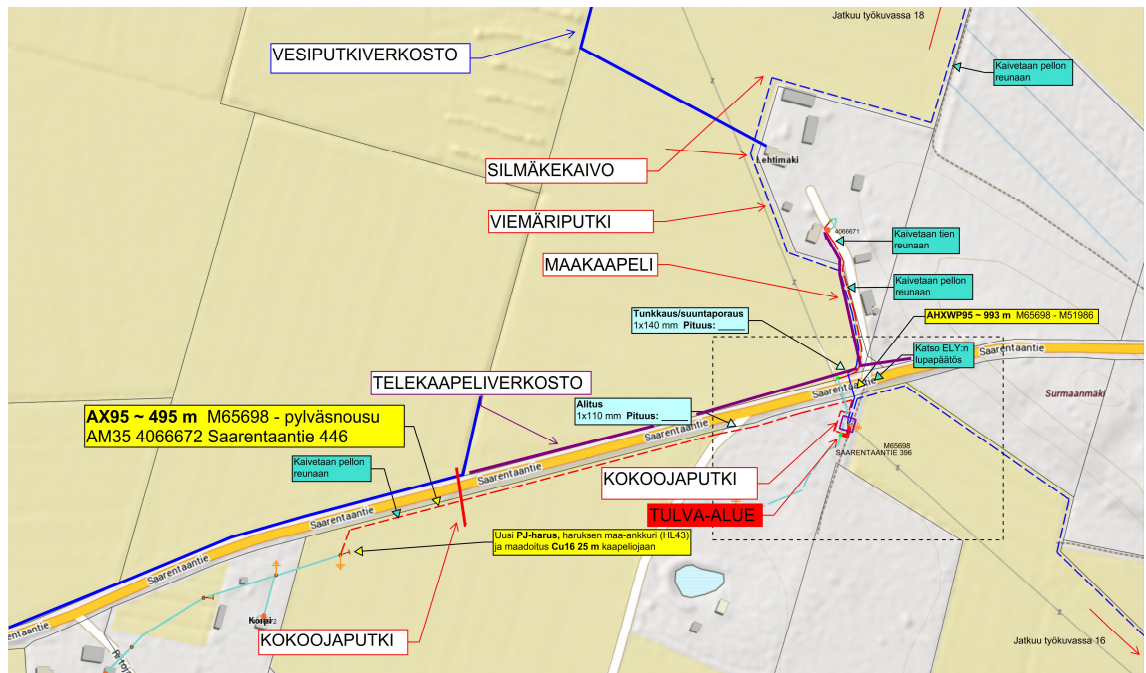 Jatkuu työkuvassa 18
VESIPUTKIVERKOSTO
Kaivetaan pellon
reunaan
Lehtimäki
SILMÄKEKAIVO
VIEMÄRIPUTKI
4066671
Kaivetaan tien
reunaan
MAAKAAPELI
Kaivetaan pellon
reunaan
Tunkkaus/suuntaporaus
1x140 mm Pituus: _____
AHXWP95 ~ 993 m M65698 - M51986
Katso ELY:n
lupapäätös
Saarentaantie
Saarentaantie
Surmaanmäki
TELEKAAPELIVERKOSTO
AX95 ~ 495 m M65698 - pylväsnousu
AM35 4066672 Saarentaantie 446
Alitus
1x110 mm Pituus: _____
Saarentaantie
M65698
SAARENTAANTIE 396
Kaivetaan pellon
reunaan
Saarentaantie
KOKOOJAPUTKI
TULVA-ALUE
Saarentaantie
Uusi PJ-harus, haruksen maa-ankkuri (HL43)
ja maadoitus Cu16 25 m kaapeliojaan
Saarentaantie
KOKOOJAPUTKI
entaantie
Jatkuu työkuvassa 16